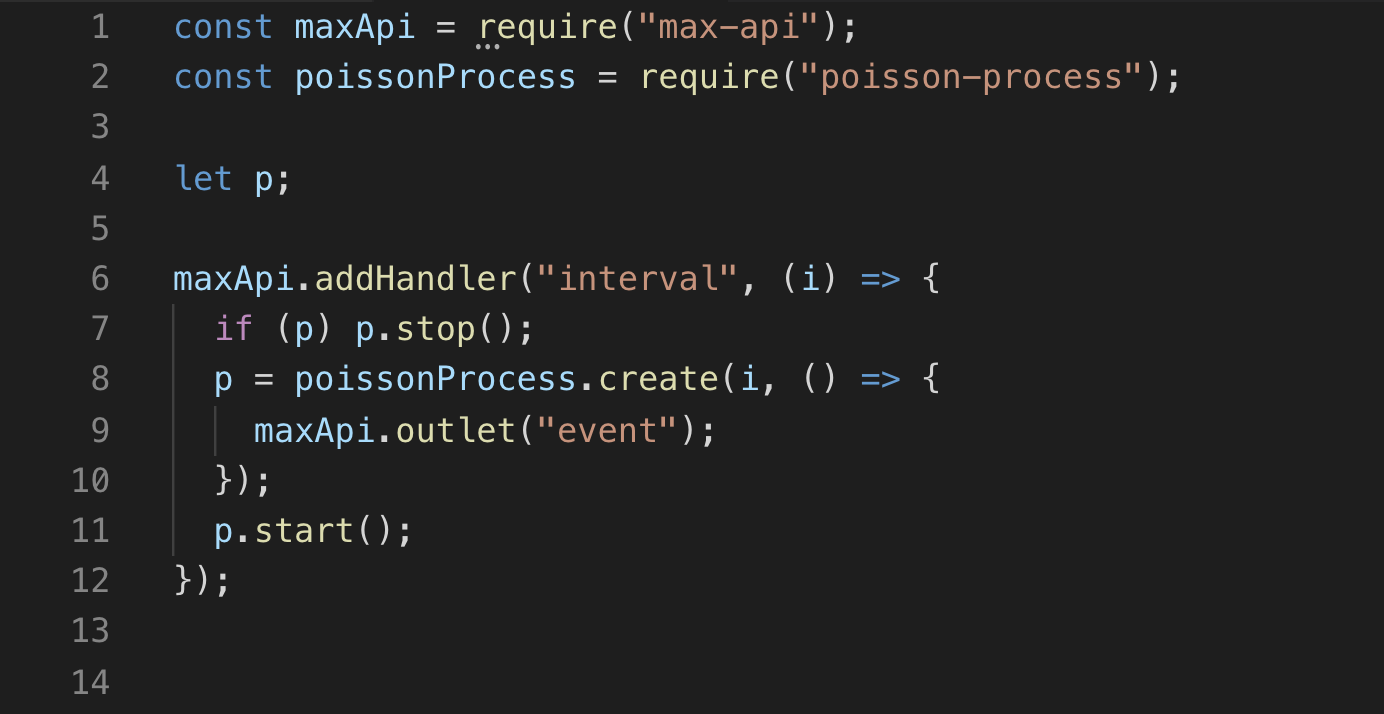 1 const maxApi = require("max-api");
2 const poissonProcess = require("poisson-process");
3
4 let p;
5
6 maxApi.addHandler("interval", (i) => {
7   if (p) p.stop();
8   p = poissonProcess.create(i, () => {
9     maxApi.outlet("event");
10   });
11   p.start();
12 });
13
14